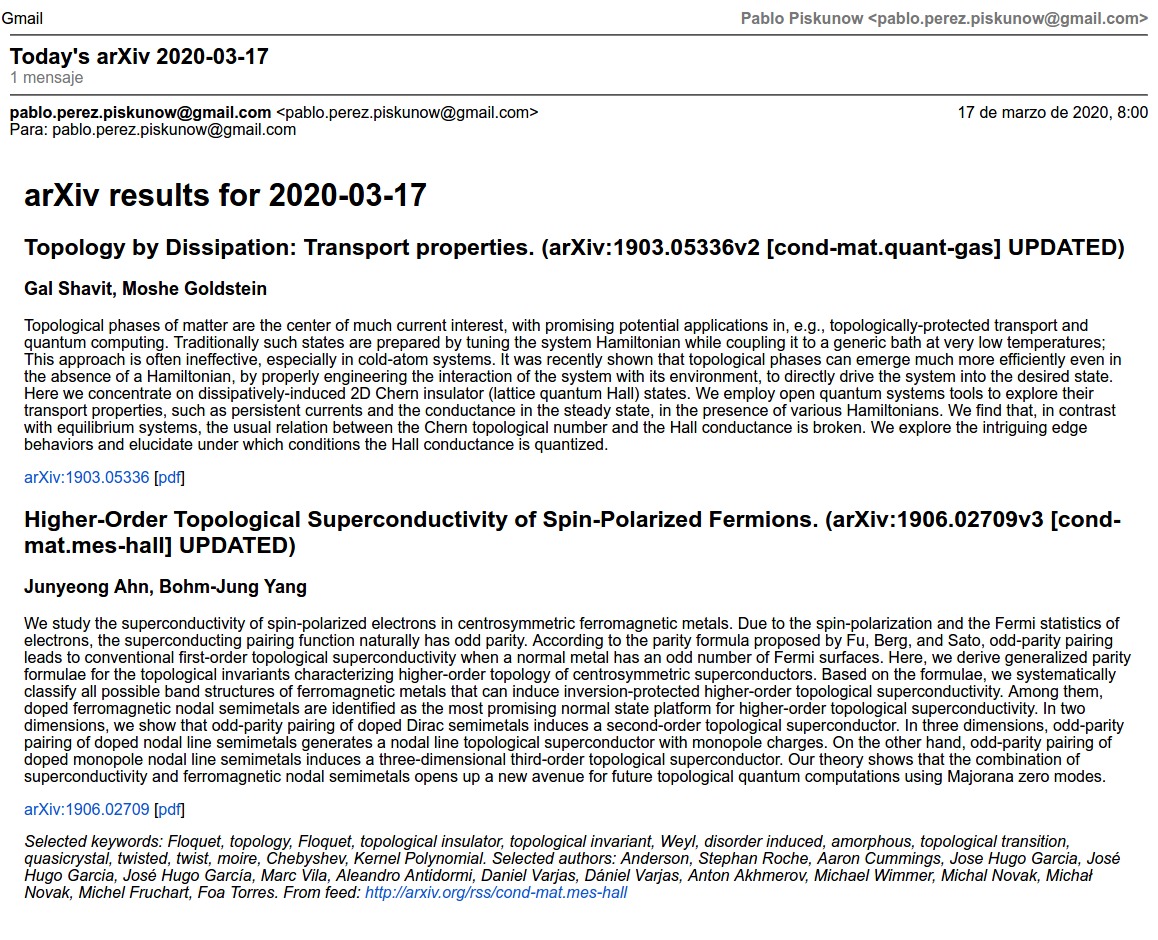 Gmail
Pablo Piskunow <pablo.perez.piskunow@gmail.com>
Today's arXiv 2020-03-17
1 mensaje
pablo.perez.piskunow@gmail.com <pablo.perez.piskunow@gmail.com>
17 de marzo de 2020, 8:00
Para: pablo.perez.piskunow@gmail.com
arXiv results for 2020-03-17
Topology by Dissipation: Transport properties. (arXiv:1903.05336v2 [cond-mat.quant-gas] UPDATED)
Gal Shavit, Moshe Goldstein
Topological phases of matter are the center of much current interest, with promising potential applications in, e.g., topologically-protected transport and
quantum computing. Traditionally such states are prepared by tuning the system Hamiltonian while coupling it to a generic bath at very low temperatures;
This approach is often ineffective, especially in cold-atom systems. It was recently shown that topological phases can emerge much more efficiently even in
the absence of a Hamiltonian, by properly engineering the interaction of the system with its environment, to directly drive the system into the desired state.
Here we concentrate on dissipatively-induced 2D Chern insulator (lattice quantum Hall) states. We employ open quantum systems tools to explore their
transport properties, such as persistent currents and the conductance in the steady state, in the presence of various Hamiltonians. We find that, in contrast
with equilibrium systems, the usual relation between the Chern topological number and the Hall conductance is broken. We explore the intriguing edge
behaviors and elucidate under which conditions the Hall conductance is quantized.
arXiv:1903.05336 [pdf]
Higher-Order Topological Superconductivity of Spin-Polarized Fermions. (arXiv:1906.02709v3 [cond-
mat.mes-hall] UPDATED)
Junyeong Ahn, Bohm-Jung Yang
We study the superconductivity of spin-polarized electrons in centrosymmetric ferromagnetic metals. Due to the spin-polarization and the Fermi statistics of
electrons, the superconducting pairing function naturally has odd parity. According to the parity formula proposed by Fu, Berg, and Sato, odd-parity pairing
leads to conventional first-order topological superconductivity when a normal metal has an odd number of Fermi surfaces. Here, we derive generalized parity
formulae for the topological invariants characterizing higher-order topology of centrosymmetric superconductors. Based on the formulae, we systematically
classify all possible band structures of ferromagnetic metals that can induce inversion-protected higher-order topological superconductivity. Among them,
doped ferromagnetic nodal semimetals are identified as the most promising normal state platform for higher-order topological superconductivity. In two
dimensions, we show that odd-parity pairing of doped Dirac semimetals induces a second-order topological superconductor. In three dimensions, odd-parity
pairing of doped nodal line semimetals generates a nodal line topological superconductor with monopole charges. On the other hand, odd-parity pairing of
doped monopole nodal line semimetals induces a three-dimensional third-order topological superconductor. Our theory shows that the combination of
superconductivity and ferromagnetic nodal semimetals opens up a new avenue for future topological quantum computations using Majorana zero modes.
arXiv:1906.02709 [pdf]
Selected keywords: Floquet, topology, Floquet, topological insulator, topological invariant, Weyl, disorder induced, amorphous, topological transition,
quasicrystal, twisted, twist, moire, Chebyshev, Kernel Polynomial. Selected authors: Anderson, Stephan Roche, Aaron Cummings, Jose Hugo Garcia, José
Hugo Garcia, José Hugo García, Marc Vila, Aleandro Antidormi, Daniel Varjas, Dániel Varjas, Anton Akhmerov, Michael Wimmer, Michal Novak, Michał
Novak, Michel Fruchart, Foa Torres. From feed: http://arxiv.org/rss/cond-mat.mes-hall